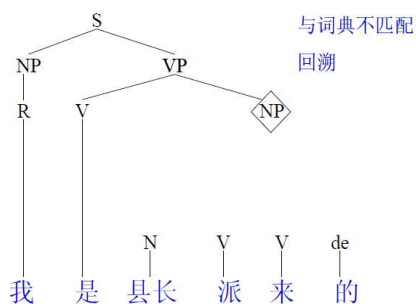 S
与词典不匹配
NP VP
回溯
R V NP
N V V de
我 是 县长 派 来 的